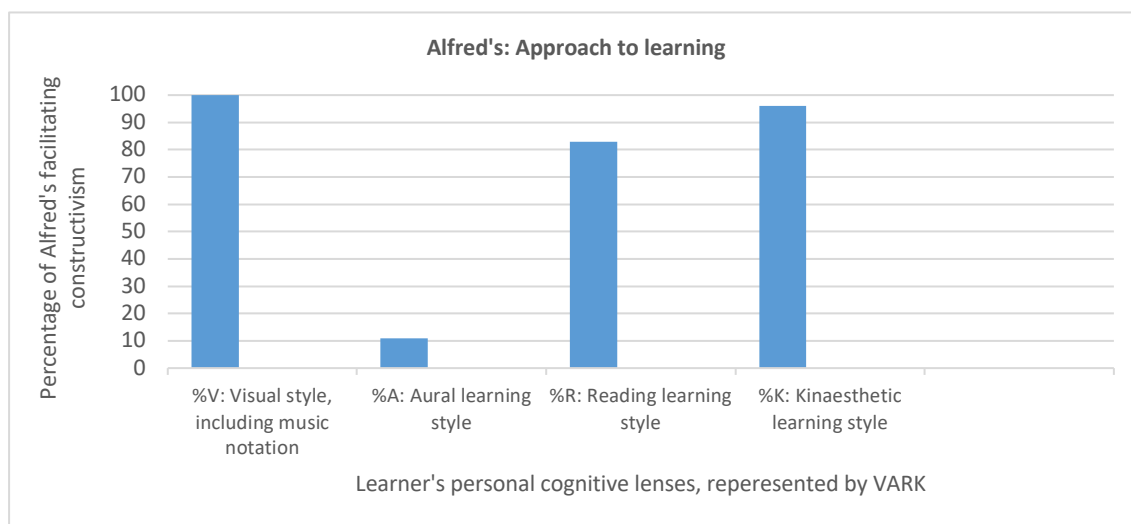 Alfred's: Approach to learning
Percentage of Alfred's facilitating
constructivism
100
90
80
70
60
50
40
30
20
10
0
%V: Visual style,
including music
notation
%A: Aural learning
style
%R: Reading learning
style
%K: Kinaesthetic
learning style
Learner's personal cognitive lenses, reperesented by VARK